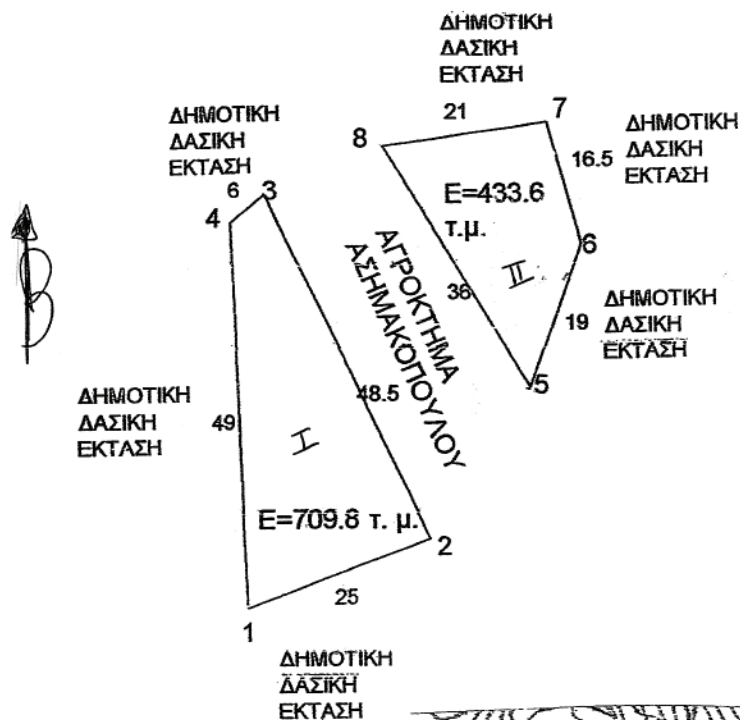 ΔΗΜΟΤΙΚΗ
ΔΑΣΙΚΗ
ΕΚΤΑΣΗ
21
7
8
ΔΗΜΟΤΙΚΗ
ΔΑΣΙΚΗ
ΕΚΤΑΣΗ
ΔΗΜΟΤΙΚΗ
ΔΑΣΙΚΗ
ΕΚΤΑΣΗ
16.5
6
3
4
Ε=433.6
τ.μ.
6
II
36
ΑΓΡΟΚΤΗΜΑ
ΑΣΗΜΑΚΟΠΟΥΛΟΥ
19
ΔΗΜΟΤΙΚΗ
ΔΑΣΙΚΗ
ΕΚΤΑΣΗ
5
Β
ΔΗΜΟΤΙΚΗ
ΔΑΣΙΚΗ
ΕΚΤΑΣΗ
49
48.5
I
Ε=709.8 τ. μ.
2
25
1
ΔΗΜΟΤΙΚΗ
ΔΑΣΙΚΗ
ΕΚΤΑΣΗ